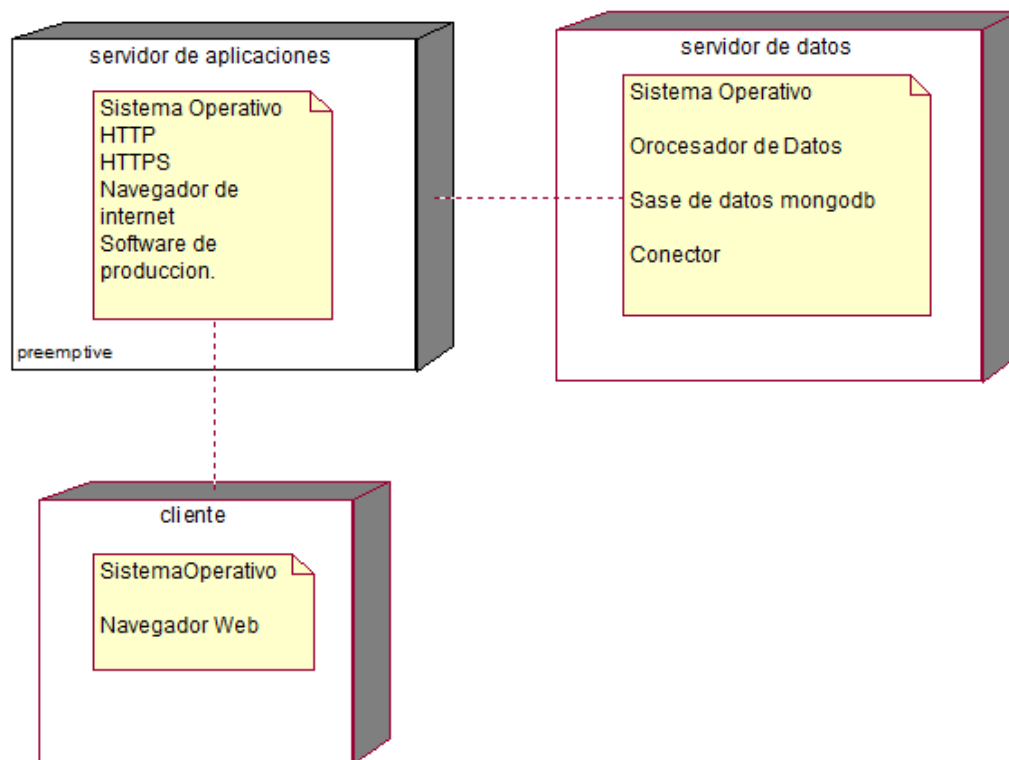 servidor de aplicaciones
Sistema Operativo
HTTP
HTTPS
Navegador de
internet
Software de
produccion.
preemptive
servidor de datos
Sistema Operativo
Orocesador de Datos
Sase de datos mongodb
Conector
cliente
SistemaOperativo
Navegador Web